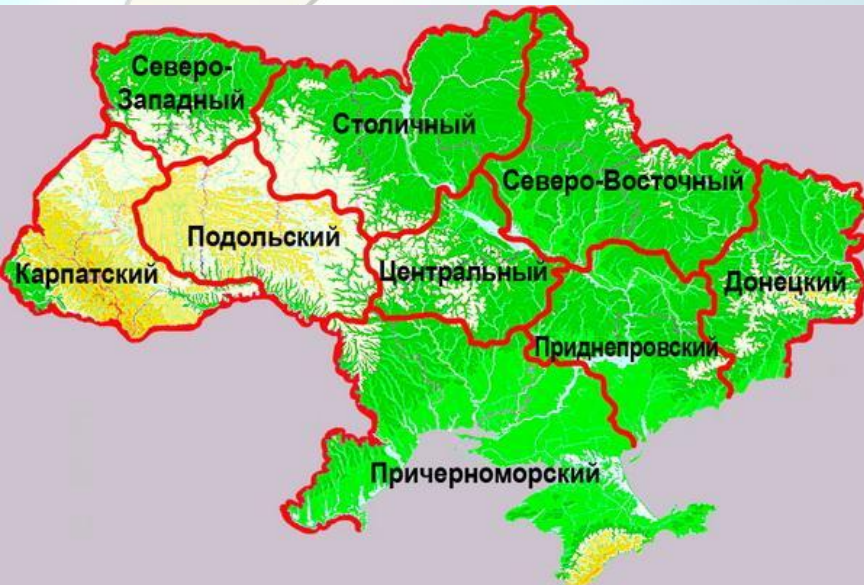 Северо-
Западный
Столичный
Северо-Восточный
Подольский
Карпатский
Центральный
Донецкий
Приднепровский
Причерноморский